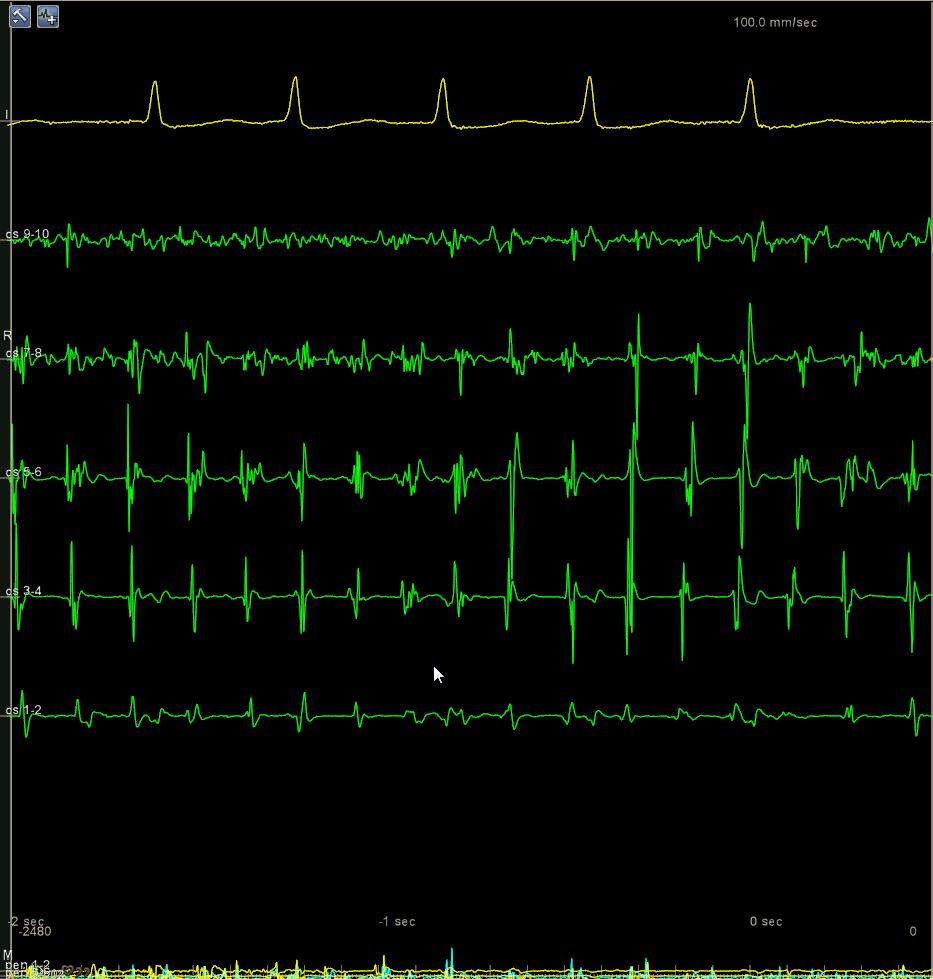 100.0 mm/sec
I
cs 9-10
R
cs 7-8
cs 5-6
cs 3-4
cs 1-2
-2 sec -1 sec 0 sec
-2480 0
M
pen 1-2